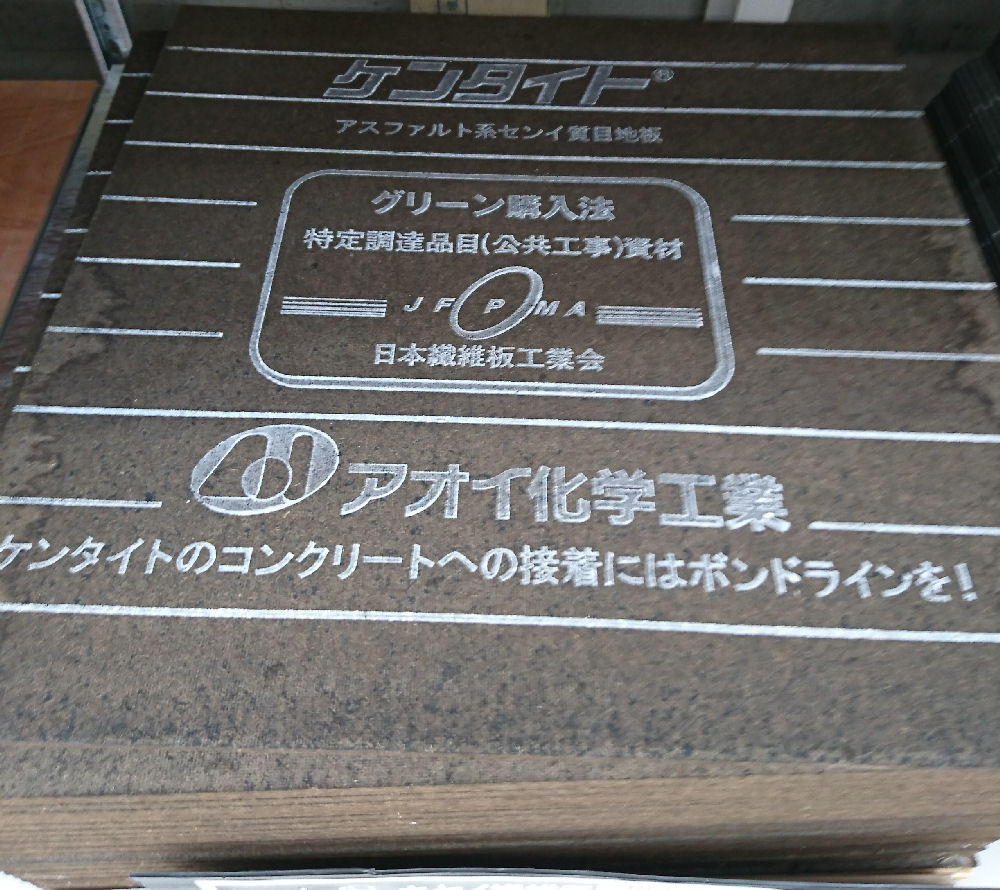 ケンタイト®
アスファルト系センイ質目地板
グリーン購入法
特定調達品目(公共工事)資材
JFPMA
日本繊維板工業会
アオイ化学工業
ケンタイトのコンクリートへの接着にはボンドラインを!